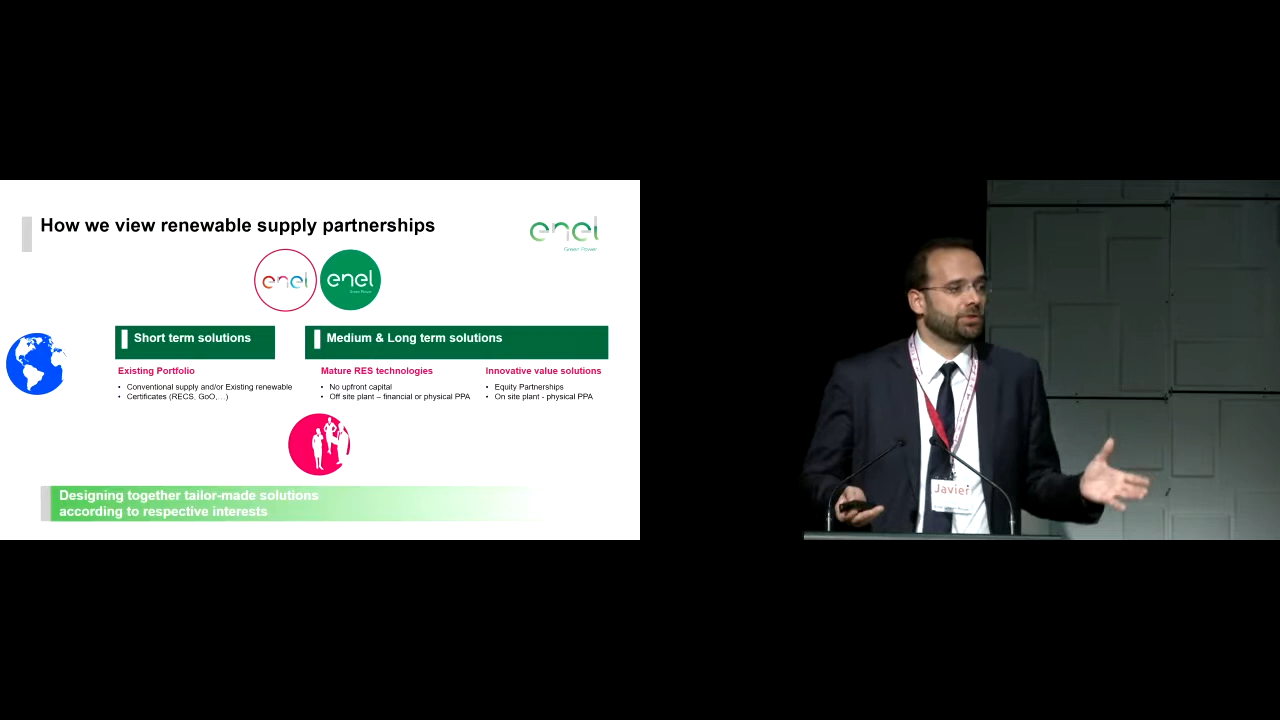 How we view renewable supply partnerships
enel
Green Power
enel
enel
Green Power
Short term solutions
Medium & Long term solutions
Existing Portfolio
• Conventional supply and/or Existing renewable
• Certificates (RECS, GoO,…)
Mature RES technologies
• No upfront capital
• Off site plant – financial or physical PPA
Innovative value solutions
• Equity Partnerships
• On site plant - physical PPA
Designing together tailor-made solutions
according to respective interests
Javier